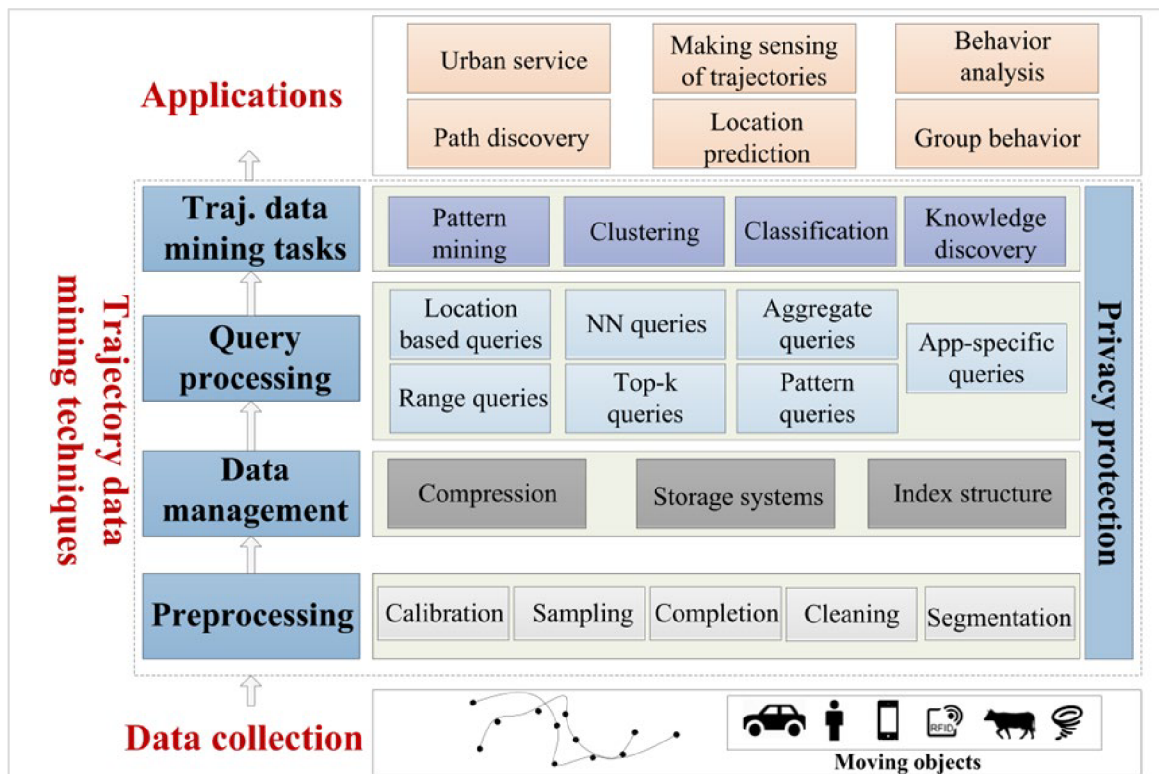 Applications
Urban service
Making sensing
of trajectories
Behavior
analysis
Path discovery
Location
prediction
Group behavior
Trajectory data
mining techniques
Traj. data
mining tasks
Pattern
mining
Clustering
Classification
Knowledge
discovery
Query
processing
Location
based queries
NN queries
Aggregate
queries
App-specific
queries
Range queries
Top-k
queries
Pattern
queries
Data
management
Compression
Storage systems
Index structure
Preprocessing
Calibration
Sampling
Completion
Cleaning
Segmentation
Privacy protection
Data collection
RFID
Moving objects